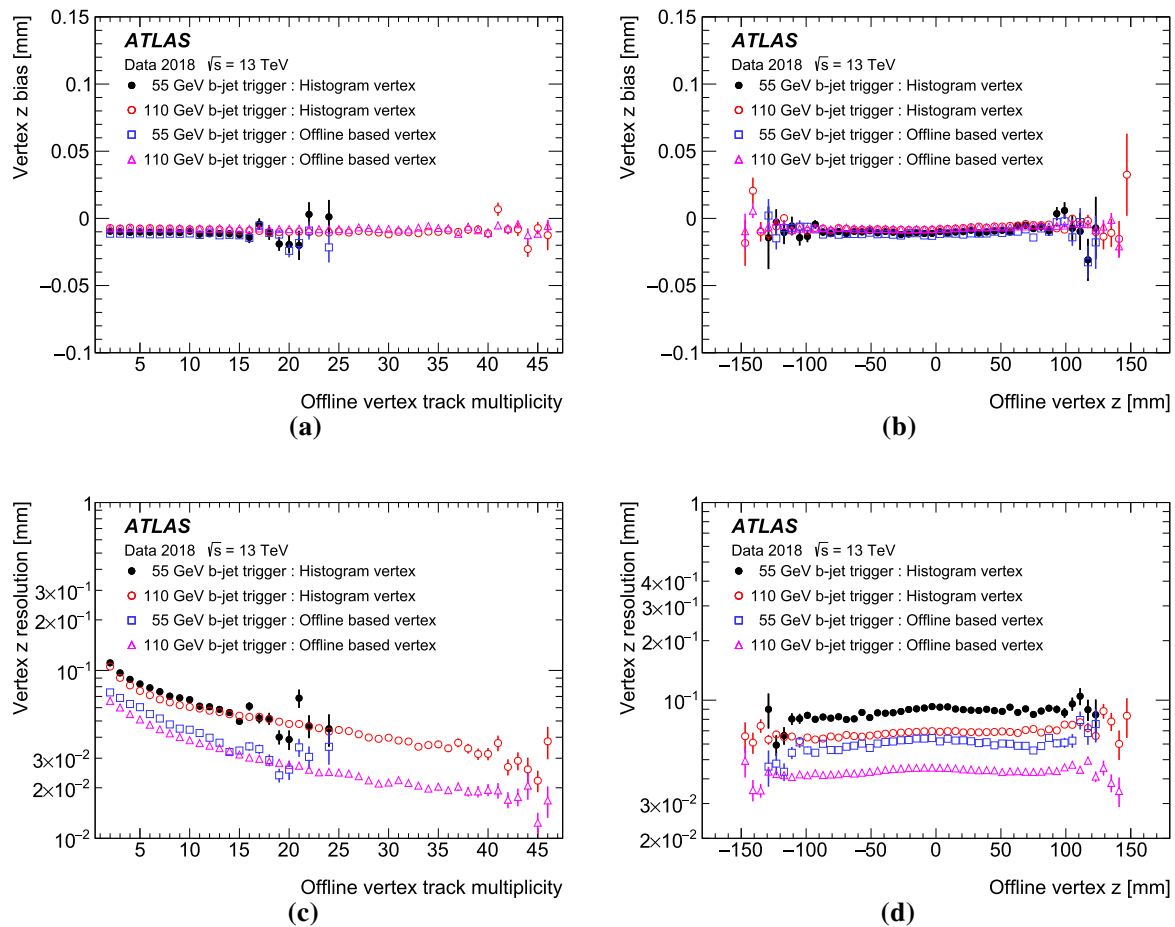 Vertex z bias [mm]
0.15
0.1
0.05
0
−0.05
−0.1
ATLAS
Data 2018 √s = 13 TeV
55 GeV b-jet trigger : Histogram vertex
110 GeV b-jet trigger : Histogram vertex
55 GeV b-jet trigger : Offline based vertex
110 GeV b-jet trigger : Offline based vertex
5 10 15 20 25 30 35 40 45
Offline vertex track multiplicity
(a)
Vertex z bias [mm]
0.15
0.1
0.05
0
−0.05
−0.1
ATLAS
Data 2018 √s = 13 TeV
55 GeV b-jet trigger : Histogram vertex
110 GeV b-jet trigger : Histogram vertex
55 GeV b-jet trigger : Offline based vertex
110 GeV b-jet trigger : Offline based vertex
−150 −100 −50 0 50 100 150
Offline vertex z [mm]
(b)
Vertex z resolution [mm]
1
3×10⁻¹
2×10⁻¹
10⁻¹
3×10⁻²
2×10⁻²
10⁻²
ATLAS
Data 2018 √s = 13 TeV
55 GeV b-jet trigger : Histogram vertex
110 GeV b-jet trigger : Histogram vertex
55 GeV b-jet trigger : Offline based vertex
110 GeV b-jet trigger : Offline based vertex
5 10 15 20 25 30 35 40 45
Offline vertex track multiplicity
(c)
Vertex z resolution [mm]
1
4×10⁻¹
3×10⁻¹
2×10⁻¹
10⁻¹
3×10⁻²
2×10⁻²
ATLAS
Data 2018 √s = 13 TeV
55 GeV b-jet trigger : Histogram vertex
110 GeV b-jet trigger : Histogram vertex
55 GeV b-jet trigger : Offline based vertex
110 GeV b-jet trigger : Offline based vertex
−150 −100 −50 0 50 100 150
Offline vertex z [mm]
(d)